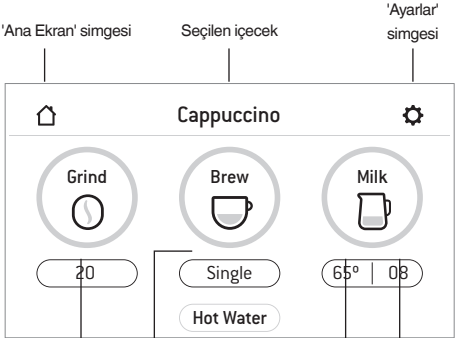 'Ayarlar'
'Ana Ekran' simgesi
Seçilen içecek
simgesi
Cappuccino
Grind
Brew
Milk
20
Single
65º | 08
Hot Water